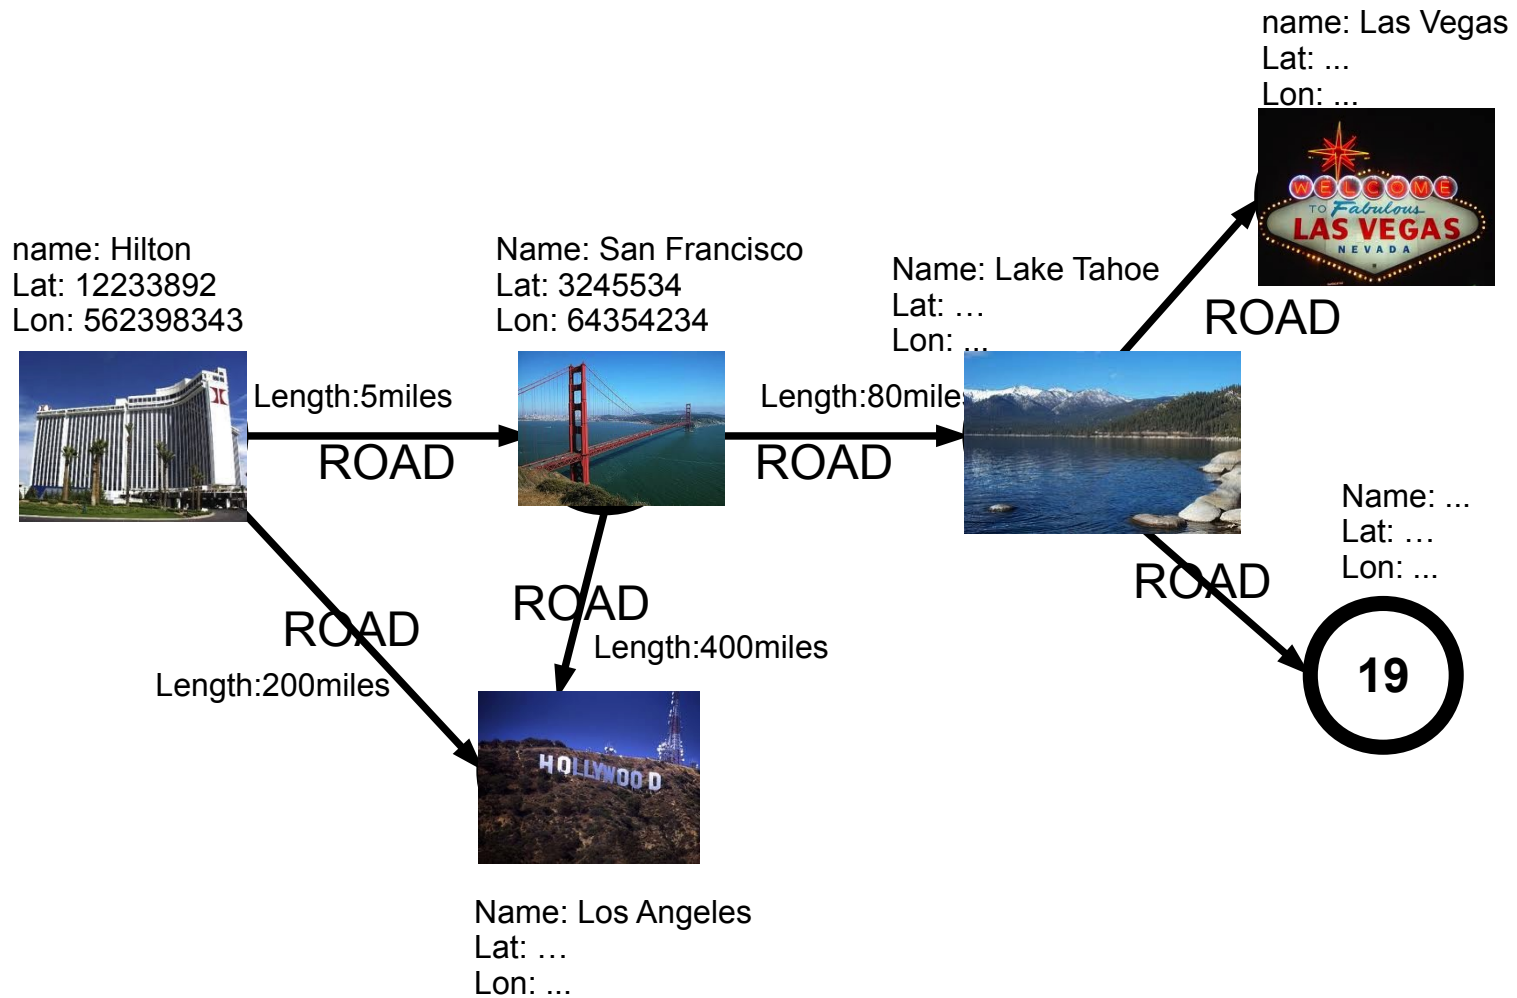 name: Las Vegas
Lat: ...
Lon: ...
WELCOME
TO Fabulous
LAS VEGAS
NEVADA
name: Hilton
Lat: 12233892
Lon: 562398343
Name: San Francisco
Lat: 3245534
Lon: 64354234
Name: Lake Tahoe
Lat: …
Lon: ...
ROAD
Length:5miles
ROAD
Length:80miles
ROAD
Name: ...
Lat: …
Lon: ...
ROAD
19
ROAD
Length:400miles
ROAD
Length:200miles
HOLLYWOOD
Name: Los Angeles
Lat: …
Lon: ...